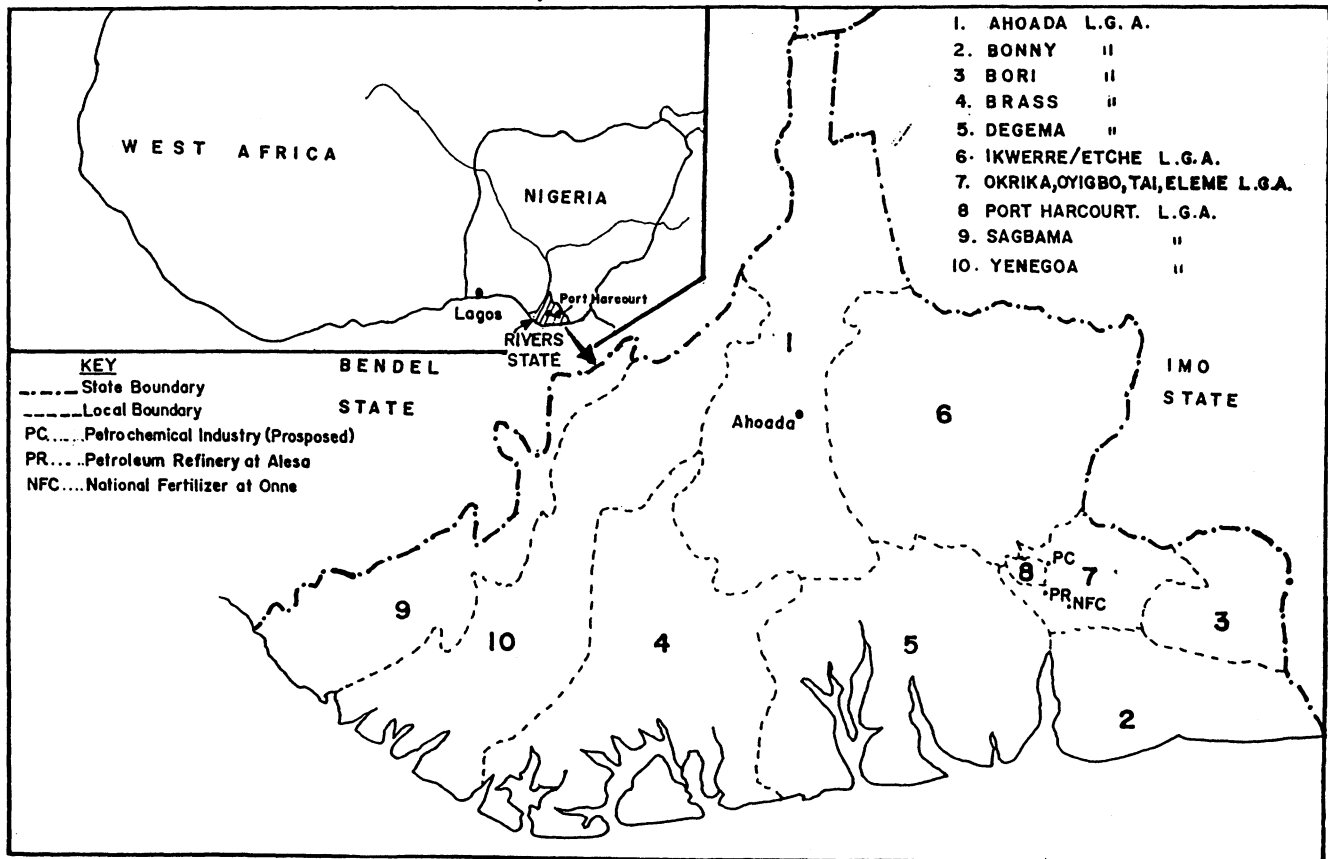 WEST AFRICA
NIGERIA
Lagos
Port Harcourt
RIVERS
STATE
1. AHOADA L.G.A.
2. BONNY "
3 BORI "
4. BRASS "
5. DEGEMA "
6. IKWERRE/ETCHE L.G.A.
7. OKRIKA,OYIGBO,TAI,ELEME L.G.A.
8 PORT HARCOURT. L.G.A.
9. SAGBAMA "
10. YENEGOA "
KEY
State Boundary
Local Boundary
PC.....Petrochemical Industry (Prosposed)
PR.....Petroleum Refinery at Alesa
NFC....National Fertilizer at Onne
BENDEL
STATE
IMO
STATE
1
Ahoada
6
8
PC
7
PR
NFC
3
9
10
4
5
2